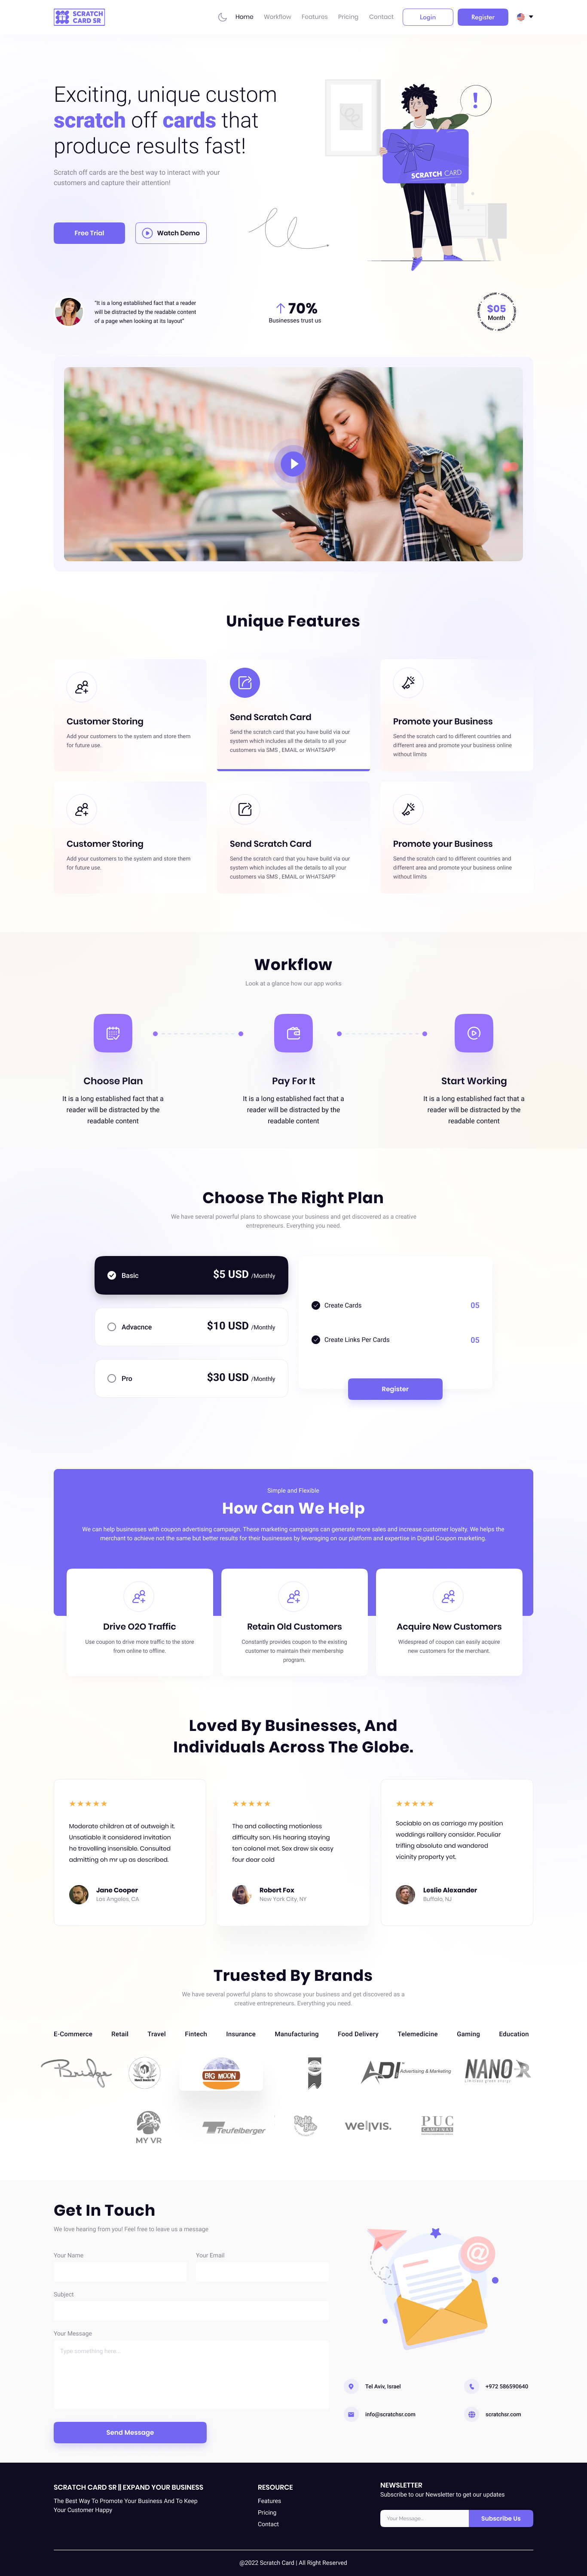 SCRATCH
CARD SR
Home Workflow Features Pricing Contact Login Register
Exciting, unique custom
scratch off cards that
produce results fast!
Scratch off cards are the best way to interact with your
customers and capture their attention!
Free Trial Watch Demo
!
SCRATCH CARD
"It is a long established fact that a reader
will be distracted by the readable content
of a page when looking at its layout"
70%
Businesses trust us
$05
Month
Unique Features
Customer Storing
Add your customers to the system and store them
for future use.
Send Scratch Card
Send the scratch card that you have build via our
system which includes all the details to all your
customers via SMS , EMAIL or WHATSAPP
Promote your Business
Send the scratch card to different countries and
different area and promote your business online
without limits
Customer Storing
Add your customers to the system and store them
for future use.
Send Scratch Card
Send the scratch card that you have build via our
system which includes all the details to all your
customers via SMS , EMAIL or WHATSAPP
Promote your Business
Send the scratch card to different countries and
different area and promote your business online
without limits
Workflow
Look at a glance how our app works
Choose Plan
It is a long established fact that a
reader will be distracted by the
readable content
Pay For It
It is a long established fact that a
reader will be distracted by the
readable content
Start Working
It is a long established fact that a
reader will be distracted by the
readable content
Choose The Right Plan
We have several powerful plans to showcase your business and get discovered as a creative
entrepreneurs. Everything you need.
Basic $5 USD /Monthly
Advacnce $10 USD /Monthly
Pro $30 USD /Monthly
Create Cards 05
Create Links Per Cards 05
Register
Simple and Flexible
How Can We Help
We can help businesses with coupon advertising campaign. These marketing campaigns can generate more sales and increase customer loyalty. We helps the
merchant to achieve not the same but better results for their businesses by leveraging on our platform and expertise in Digital Coupon marketing.
Drive O2O Traffic
Use coupon to drive more traffic to the store
from online to offline.
Retain Old Customers
Constantly provides coupon to the existing
customer to maintain their membership
program.
Acquire New Customers
Widespread of coupon can easily acquire
new customers for the merchant.
Loved By Businesses, And
Individuals Across The Globe.
Moderate children at of outweigh it.
Unsatiable it considered invitation
he travelling insensible. Consulted
admitting oh mr up as described.
Jane Cooper
Los Angeles, CA
The and collecting motionless
difficulty son. His hearing staying
ten colonel met. Sex drew six easy
four dear cold
Robert Fox
New York City, NY
Sociable on as carriage my position
weddings raillery consider. Peculiar
trifling absolute and wandered
vicinity property yet.
Leslie Alexander
Buffalo, NJ
Truested By Brands
We have several powerful plans to showcase your business and get discovered as a
creative entrepreneurs. Everything you need.
E-Commerce Retail Travel Fintech Insurance Manufacturing Food Delivery Telemedicine Gaming Education
Bridge
BIG MOON
ADI Advertising & Marketing
NANO
MY VR
Teufelberger
welvis.
PUC
CAMPINAS
Get In Touch
We love hearing from you! Feel free to leave us a message
Your Name Your Email
Subject
Your Message
Type something here...
Send Message
@
Tel Aviv, Israel
+972 586590640
info@scratchsr.com
scratchsr.com
SCRATCH CARD SR || EXPAND YOUR BUSINESS
The Best Way To Promote Your Business And To Keep
Your Customer Happy
RESOURCE
Features
Pricing
Contact
NEWSLETTER
Subscribe to our Newsletter to get our updates
Your Message... Subscribe Us
@2022 Scratch Card | All Right Reserved